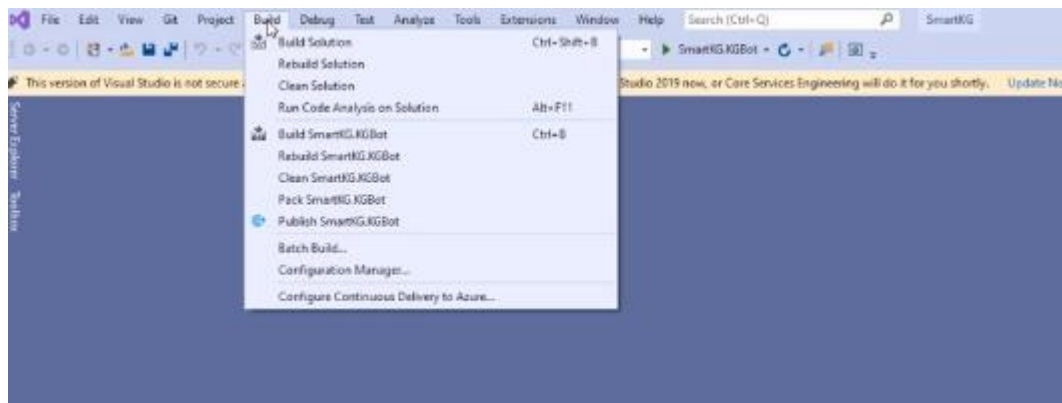 File Edit View Git Project Build Debug Test Analyze Tools Extensions Window Help Search (Ctrl+Q) SmartKG
SmartKG.KGBot
This version of Visual Studio is not secure
Studio 2019 now, or Core Services Engineering will do it for you shortly. Update No
Build Solution Ctrl+Shift+B
Rebuild Solution
Clean Solution
Run Code Analysis on Solution Alt+F11
Build SmartKG.KGBot Ctrl+B
Rebuild SmartKG.KGBot
Clean SmartKG.KGBot
Pack SmartKG.KGBot
Publish SmartKG.KGBot
Batch Build...
Configuration Manager...
Configure Continuous Delivery to Azure...
Server Explorer
Toolbox